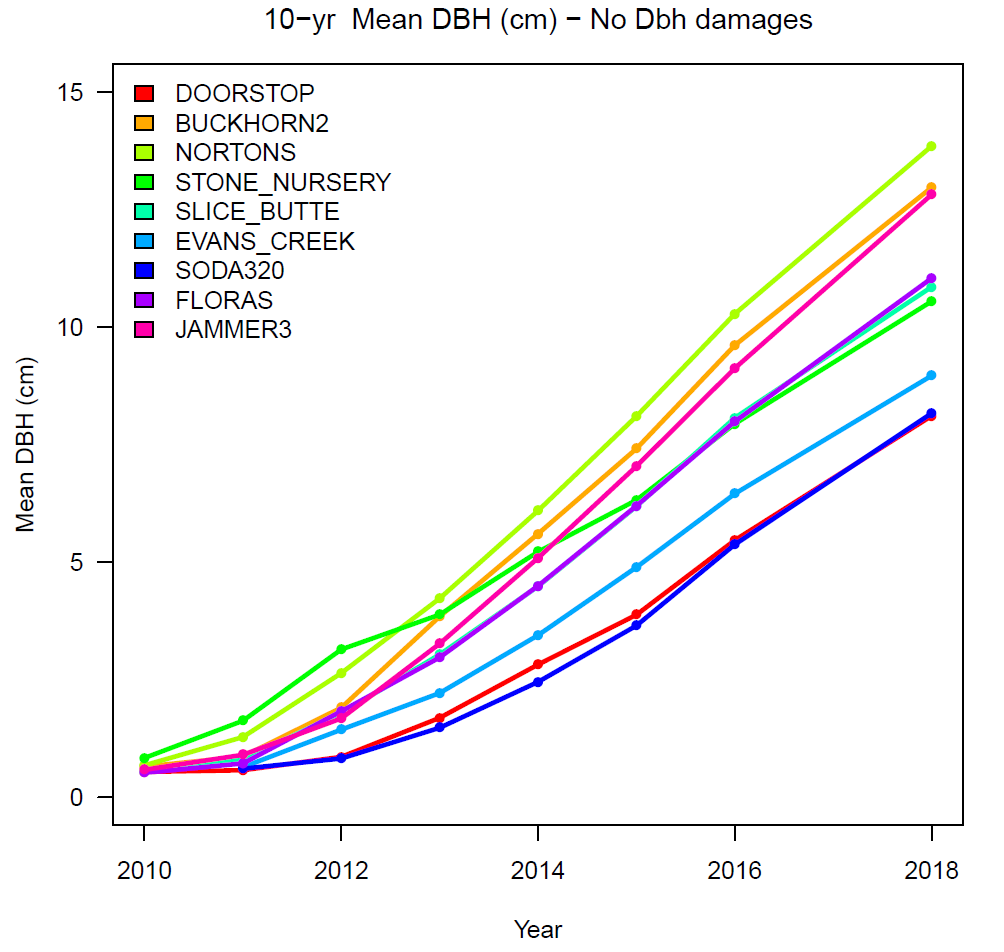 10−yr Mean DBH (cm) − No Dbh damages
15
10
5
0
Mean DBH (cm)
DOORSTOP
BUCKHORN2
NORTONS
STONE_NURSERY
SLICE_BUTTE
EVANS_CREEK
SODA320
FLORAS
JAMMER3
2010 2012 2014 2016 2018
Year